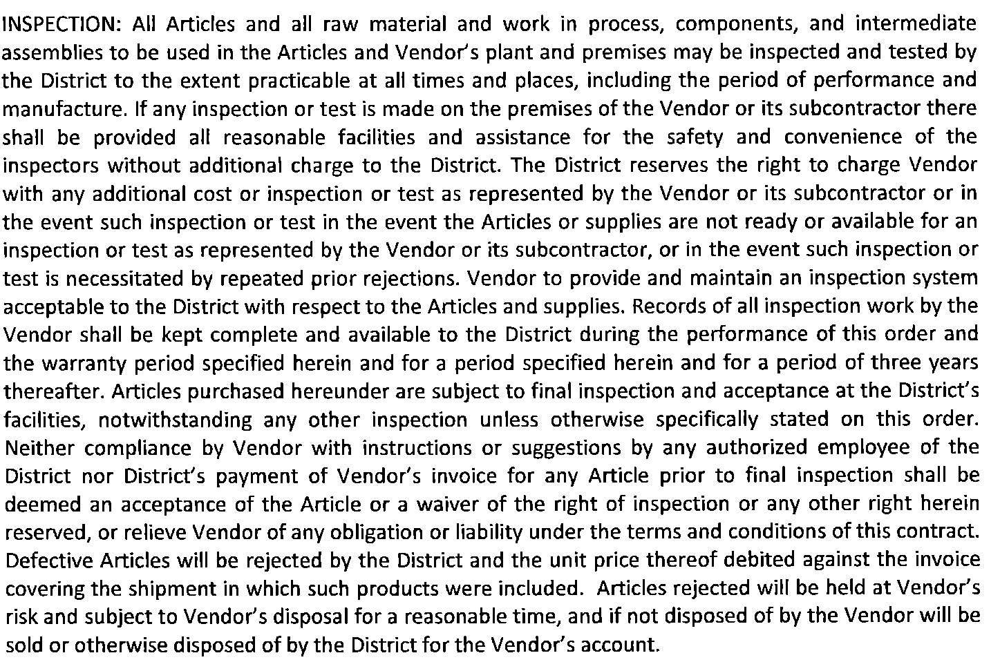 INSPECTION: All Articles and all raw material and work in process, components, and intermediate
assemblies to be used in the Articles and Vendor's plant and premises may be inspected and tested by
the District to the extent practicable at all times and places, including the period of performance and
manufacture. If any inspection or test is made on the premises of the Vendor or its subcontractor there
shall be provided all reasonable facilities and assistance for the safety and convenience of the
inspectors without additional charge to the District. The District reserves the right to charge Vendor
with any additional cost or inspection or test as represented by the Vendor or its subcontractor or in
the event such inspection or test in the event the Articles or supplies are not ready or available for an
inspection or test as represented by the Vendor or its subcontractor, or in the event such inspection or
test is necessitated by repeated prior rejections. Vendor to provide and maintain an inspection system
acceptable to the District with respect to the Articles and supplies. Records of all inspection work by the
Vendor shall be kept complete and available to the District during the performance of this order and
the warranty period specified herein and for a period specified herein and for a period of three years
thereafter. Articles purchased hereunder are subject to final inspection and acceptance at the District's
facilities, notwithstanding any other inspection unless otherwise specifically stated on this order.
Neither compliance by Vendor with instructions or suggestions by any authorized employee of the
District nor District's payment of Vendor's invoice for any Article prior to final inspection shall be
deemed an acceptance of the Article or a waiver of the right of inspection or any other right herein
reserved, or relieve Vendor of any obligation or liability under the terms and conditions of this contract.
Defective Articles will be rejected by the District and the unit price thereof debited against the invoice
covering the shipment in which such products were included.  Articles rejected will be held at Vendor's
risk and subject to Vendor's disposal for a reasonable time, and if not disposed of by the Vendor will be
sold or otherwise disposed of by the District for the Vendor's account.